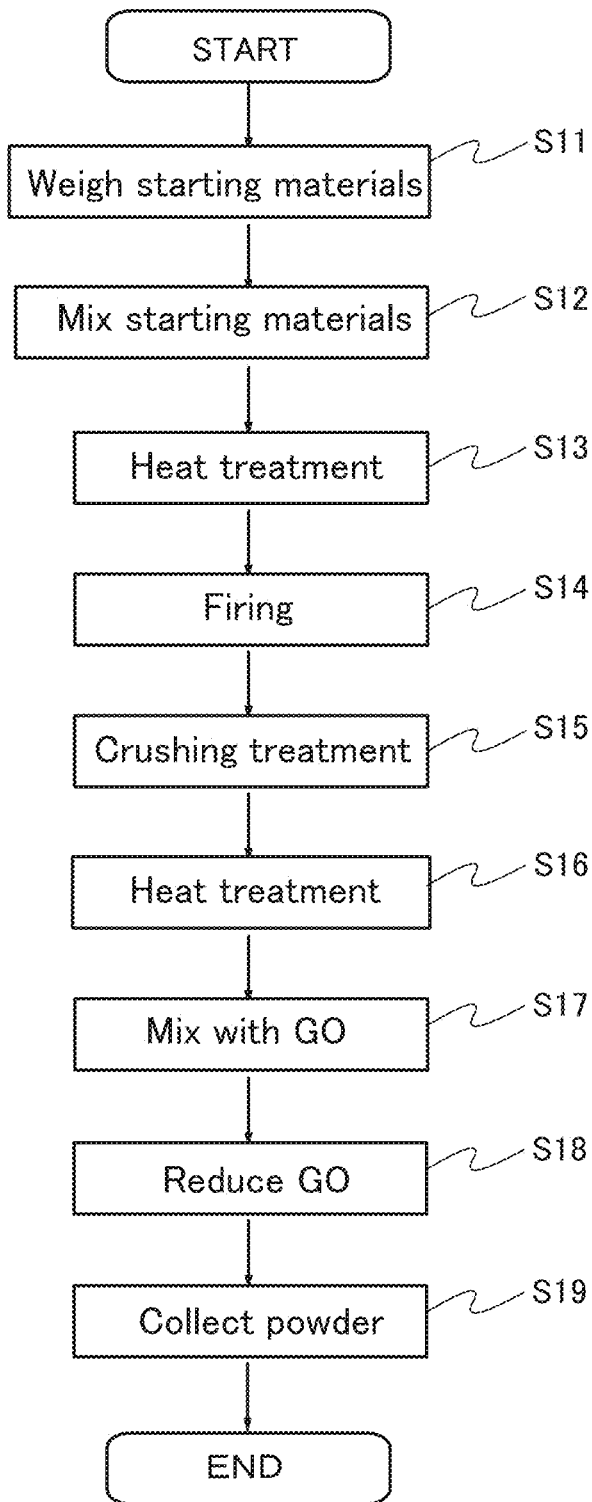 START
Weigh starting materials
S11
Mix starting materials
S12
Heat treatment
S13
Firing
S14
Crushing treatment
S15
Heat treatment
S16
Mix with GO
S17
Reduce GO
S18
Collect powder
S19
END